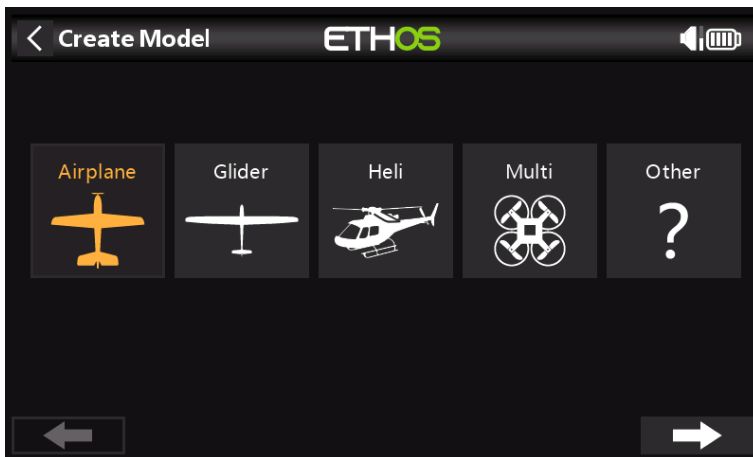 Create Model
ETHOS
Airplane
Glider
Heli
Multi
Other
?